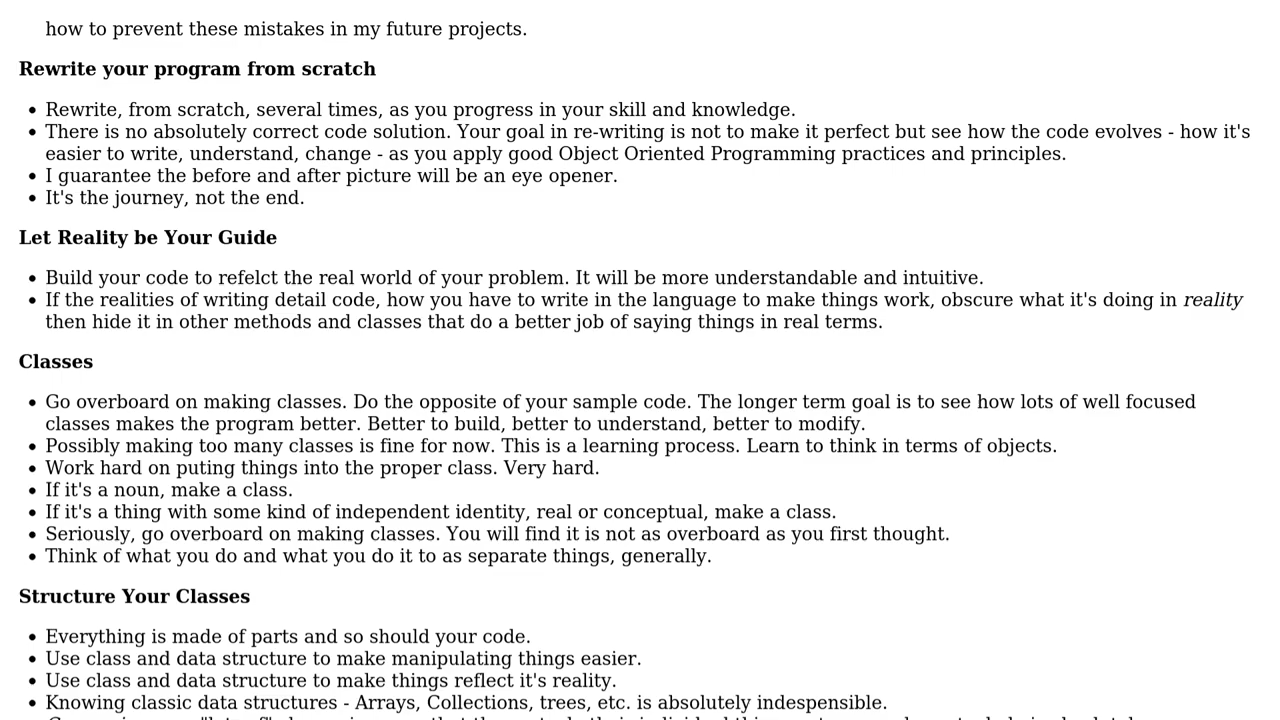 how to prevent these mistakes in my future projects.
Rewrite your program from scratch
Rewrite, from scratch, several times, as you progress in your skill and knowledge.
There is no absolutely correct code solution. Your goal in re-writing is not to make it perfect but see how the code evolves - how it's
easier to write, understand, change - as you apply good Object Oriented Programming practices and principles.
I guarantee the before and after picture will be an eye opener.
It's the journey, not the end.
Let Reality be Your Guide
Build your code to refelct the real world of your problem. It will be more understandable and intuitive.
If the realities of writing detail code, how you have to write in the language to make things work, obscure what it's doing in reality
then hide it in other methods and classes that do a better job of saying things in real terms.
Classes
Go overboard on making classes. Do the opposite of your sample code. The longer term goal is to see how lots of well focused
classes makes the program better. Better to build, better to understand, better to modify.
Possibly making too many classes is fine for now. This is a learning process. Learn to think in terms of objects.
Work hard on puting things into the proper class. Very hard.
If it's a noun, make a class.
If it's a thing with some kind of independent identity, real or conceptual, make a class.
Seriously, go overboard on making classes. You will find it is not as overboard as you first thought.
Think of what you do and what you do it to as separate things, generally.
Structure Your Classes
Everything is made of parts and so should your code.
Use class and data structure to make manipulating things easier.
Use class and data structure to make things reflect it's reality.
Knowing classic data structures - Arrays, Collections, trees, etc. is absolutely indespensible.